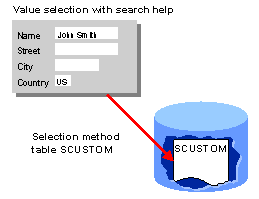 Value selection with search help
Name John Smith
Street
City
Country US
Selection method
table SCUSTOM
SCUSTOM